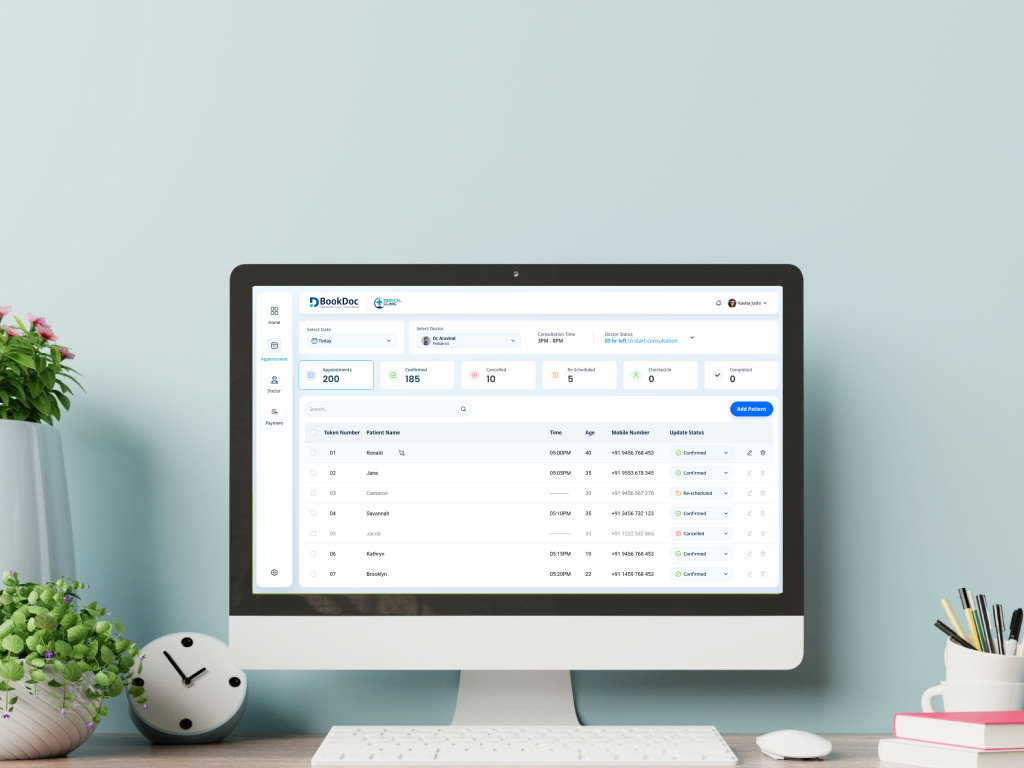 BookDoc
MEDICAL
CLINIC
Kavita Joshi
Home
Appointment
Doctor
Payment
Select Date
Today
Select Doctor
Dr. Aravind
Pediatrics
Consultation Time
3PM - 8PM
Doctor Status
05 hr left to start consultation
Appointments
200
Confirmed
185
Cancelled
10
Re-Scheduled
5
Checked-In
0
Completed
0
Search..
Add Patient
Token Number Patient Name Time Age Mobile Number Update Status
01 Ronald 05:00PM 40 +91 9456 768 453 Confirmed
02 Jane 05:05PM 35 +91 9553 678 345 Confirmed
03 Cameron 30 +91 9456 567 278 Re-scheduled
04 Savannah 05:10PM 35 +91 3456 732 123 Confirmed
05 Jacob 33 +91 1232 532 865 Cancelled
06 Kathryn 05:15PM 19 +91 9456 768 453 Confirmed
07 Brooklyn 05:20PM 22 +91 1459 768 453 Confirmed